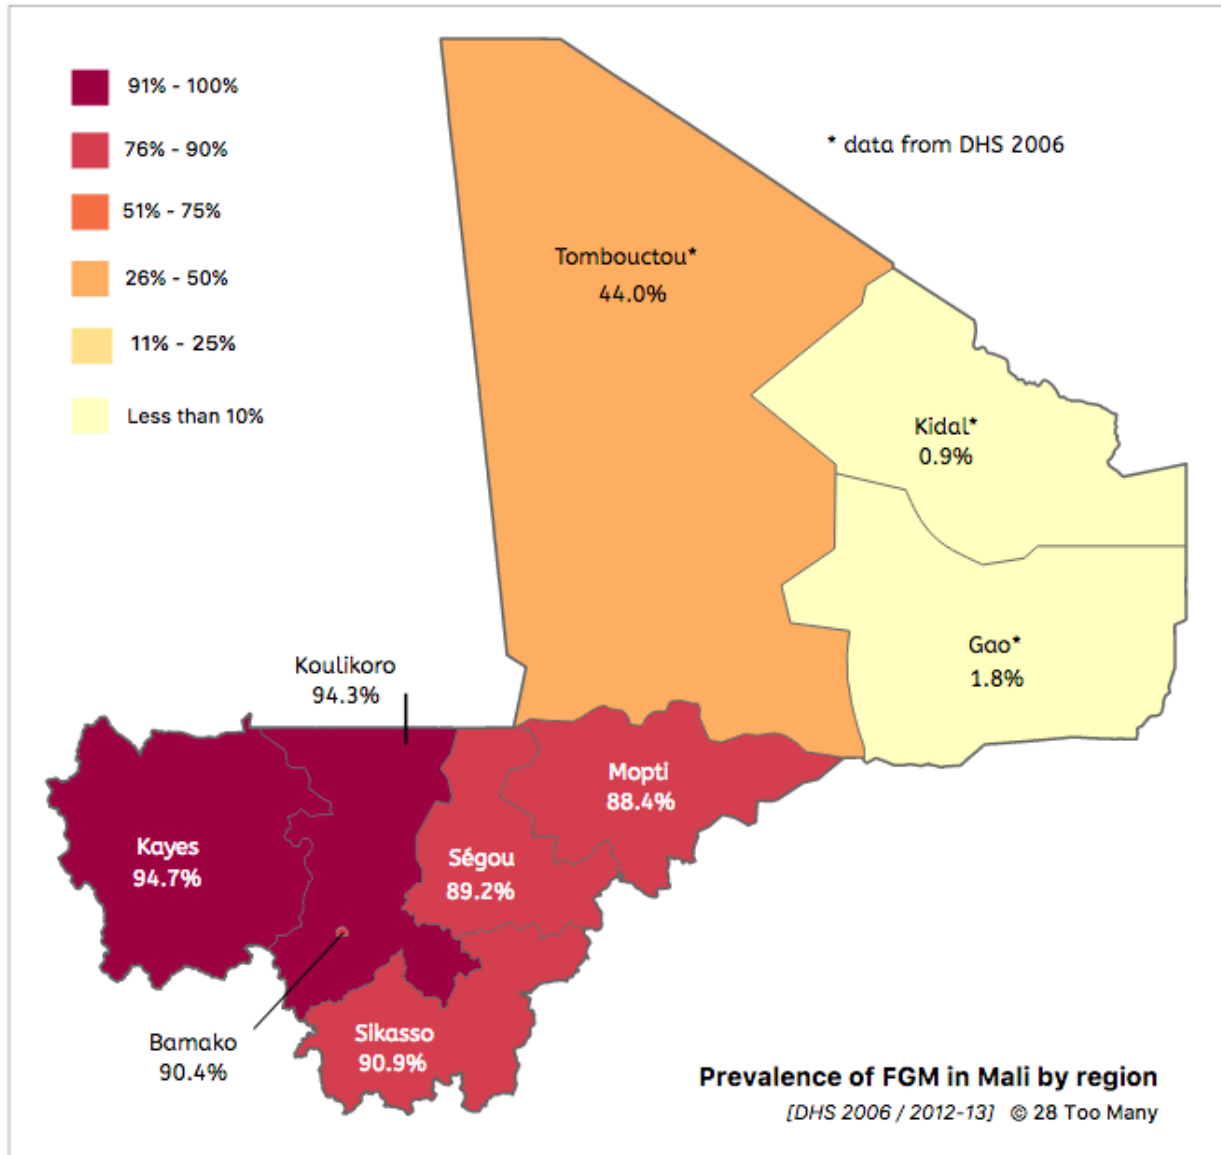 91% - 100%
76% - 90%
51% - 75%
26% - 50%
11% - 25%
Less than 10%
* data from DHS 2006
Tombouctou*
44.0%
Kidal*
0.9%
Gao*
1.8%
Koulikoro
94.3%
Mopti
88.4%
Kayes
94.7%
Ségou
89.2%
Bamako
90.4%
Sikasso
90.9%
Prevalence of FGM in Mali by region
[DHS 2006 / 2012-13] © 28 Too Many